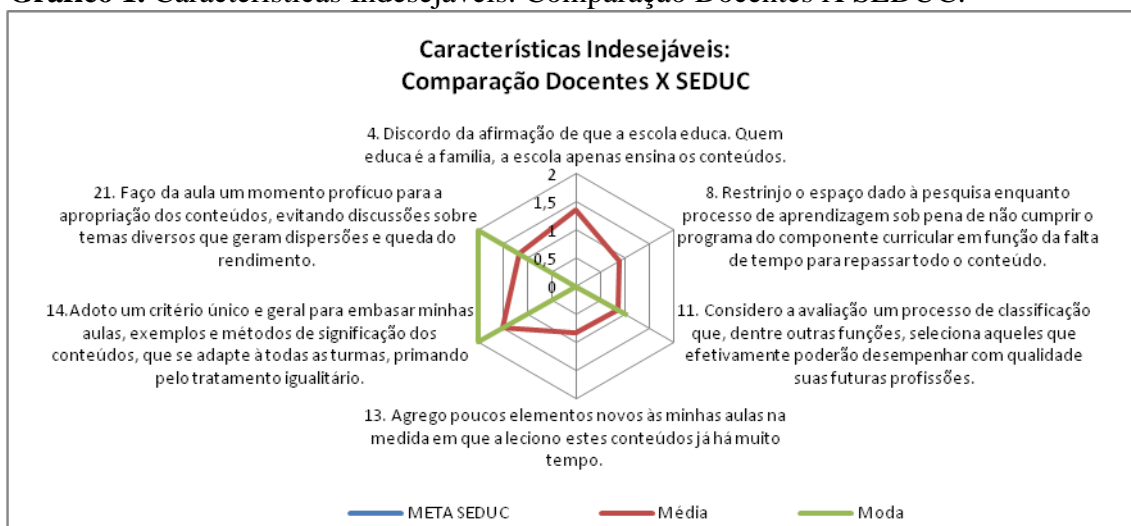 Gráfico 1. Características Indesejáveis: Comparação Docentes X SEDUC.
Características Indesejáveis:
Comparação Docentes X SEDUC
4. Discordo da afirmação de que a escola educa. Quem
educa é a família, a escola apenas ensina os conteúdos.
2
1,5
1
0,5
0
21. Faço da aula um momento profícuo para a
apropriação dos conteúdos, evitando discussões sobre
temas diversos que geram dispersões e queda do
rendimento.
8. Restrinjo o espaço dado à pesquisa enquanto
processo de aprendizagem sob pena de não cumprir o
programa do componente curricular em função da falta
de tempo para repassar todo o conteúdo.
14.Adoto um critério único e geral para embasar minhas
aulas, exemplos e métodos de significação dos
conteúdos, que se adapte à todas as turmas, primando
pelo tratamento igualitário.
11. Considero a avaliação um processo de classificação
que, dentre outras funções, seleciona aqueles que
efetivamente poderão desempenhar com qualidade
suas futuras profissões.
13. Agrego poucos elementos novos às minhas aulas na
medida em que a leciono estes conteúdos já há muito
tempo.
META SEDUC
Média
Moda